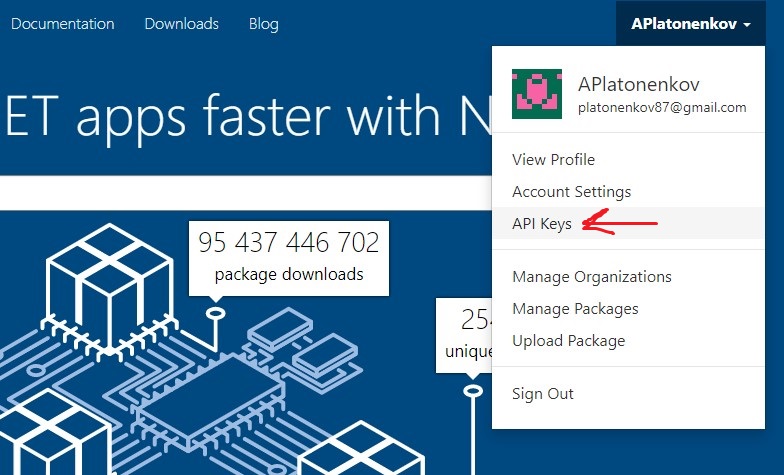 Documentation Downloads Blog APlatonenkov
ET apps faster with N
APlatonenkov
platonenkov87@gmail.com
View Profile
Account Settings
API Keys
Manage Organizations
Manage Packages
Upload Package
Sign Out
95 437 446 702
package downloads
254
unique